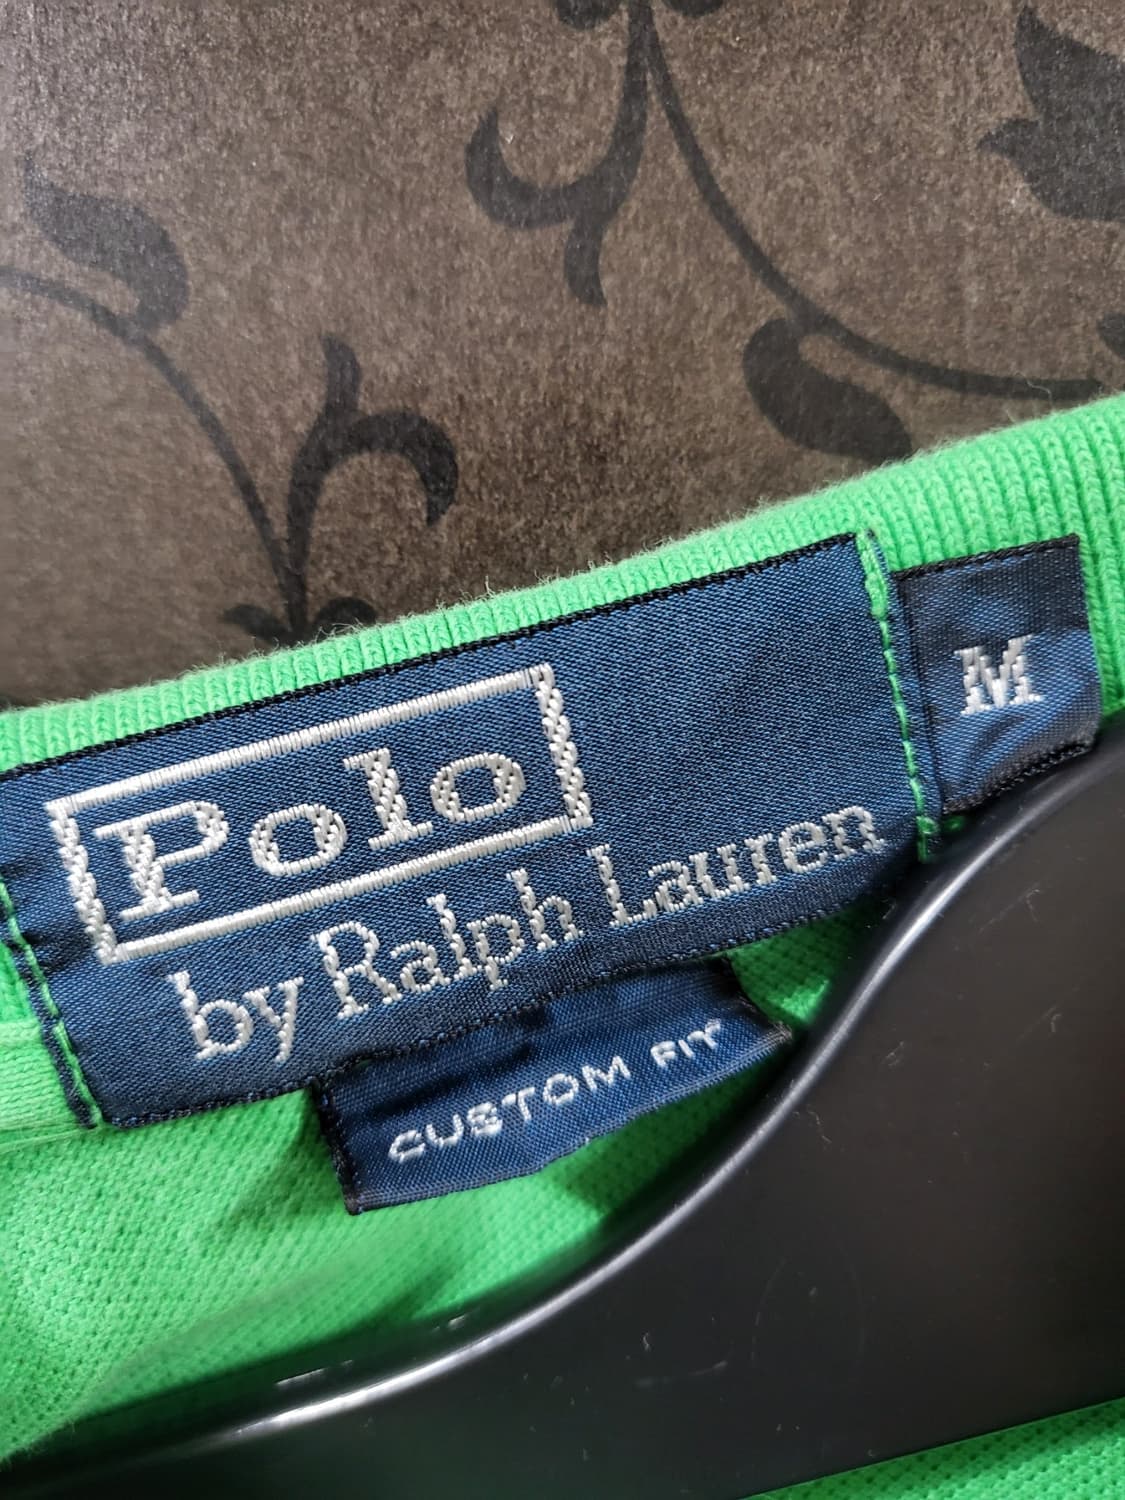 Polo
by Ralph Lauren
M
CUSTOM FIT